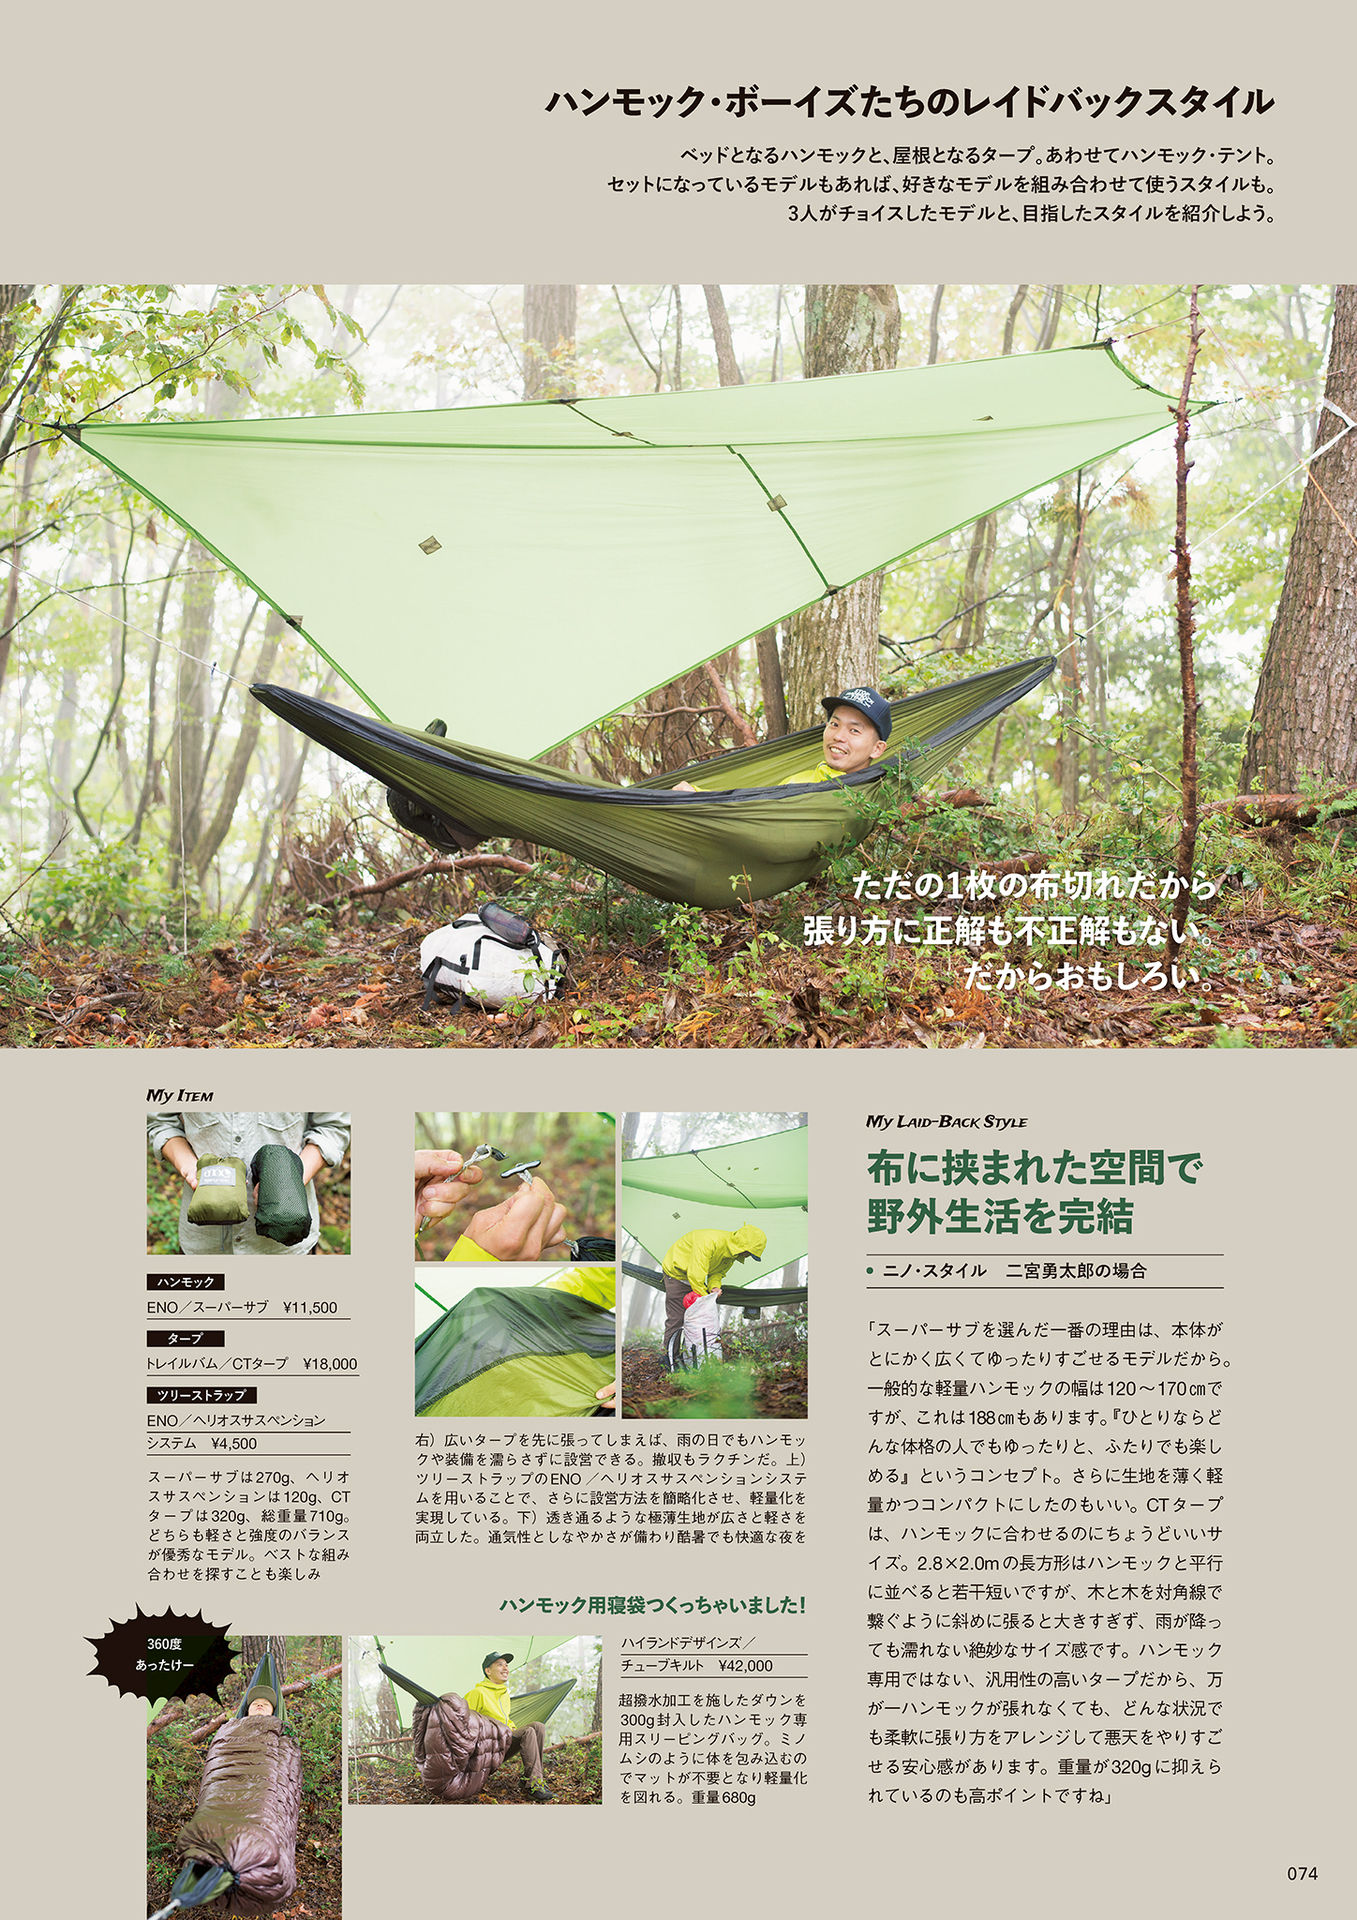 ハンモック・ボーイズたちのレイドバックスタイル
ベッドとなるハンモックと、屋根となるタープ。あわせてハンモック・テント。
セットになっているモデルもあれば、好きなモデルを組み合わせて使うスタイルも。
3人がチョイスしたモデルと、目指したスタイルを紹介しよう。
ただの1枚の布切れだから
張り方に正解も不正解もない。
だからおもしろい。
My Item
ハンモック
ENO／スーパーサブ ¥11,500
タープ
トレイルバム／CTタープ ¥18,000
ツリーストラップ
ENO／ヘリオスサスペンション
システム ¥4,500
スーパーサブは270g、ヘリオ
スサスペンションは120g、CT
タープは320g、総重量710g。
どちらも軽さと強度のバランス
が優秀なモデル。ベストな組み
合わせを探すことも楽しみ
右）広いタープを先に張ってしまえば、雨の日でもハンモッ
クや装備を濡らさずに設営できる。撤収もラクチンだ。上）
ツリーストラップのENO／ヘリオスサスペンションシステ
ムを用いることで、さらに設営方法を簡略化させ、軽量化を
実現している。下）透き通るような極薄生地が広さと軽さを
両立した。通気性としなやかさが備わり酷暑でも快適な夜を
ハンモック用寝袋つくっちゃいました!
360度
あったけー
ハイランドデザインズ／
チューブキルト ¥42,000
超撥水加工を施したダウンを
300g封入したハンモック専
用スリーピングバッグ。ミノ
ムシのように体を包み込むの
でマットが不要となり軽量化
を図れる。重量680g
My Laid-Back Style
布に挟まれた空間で
野外生活を完結
● ニノ・スタイル 二宮勇太郎の場合
「スーパーサブを選んだ一番の理由は、本体が
とにかく広くてゆったりすごせるモデルだから。
一般的な軽量ハンモックの幅は120～170㎝で
すが、これは188㎝もあります。『ひとりならど
んな体格の人でもゆったりと、ふたりでも楽し
める』というコンセプト。さらに生地を薄く軽
量かつコンパクトにしたのもいい。CTタープ
は、ハンモックに合わせるのにちょうどいいサ
イズ。2.8×2.0mの長方形はハンモックと平行
に並べると若干短いですが、木と木を対角線で
繋ぐように斜めに張ると大きすぎず、雨が降っ
ても濡れない絶妙なサイズ感です。ハンモック
専用ではない、汎用性の高いタープだから、万
が一ハンモックが張れなくても、どんな状況で
も柔軟に張り方をアレンジして悪天をやりすご
せる安心感があります。重量が320gに抑えら
れているのも高ポイントですね」
074